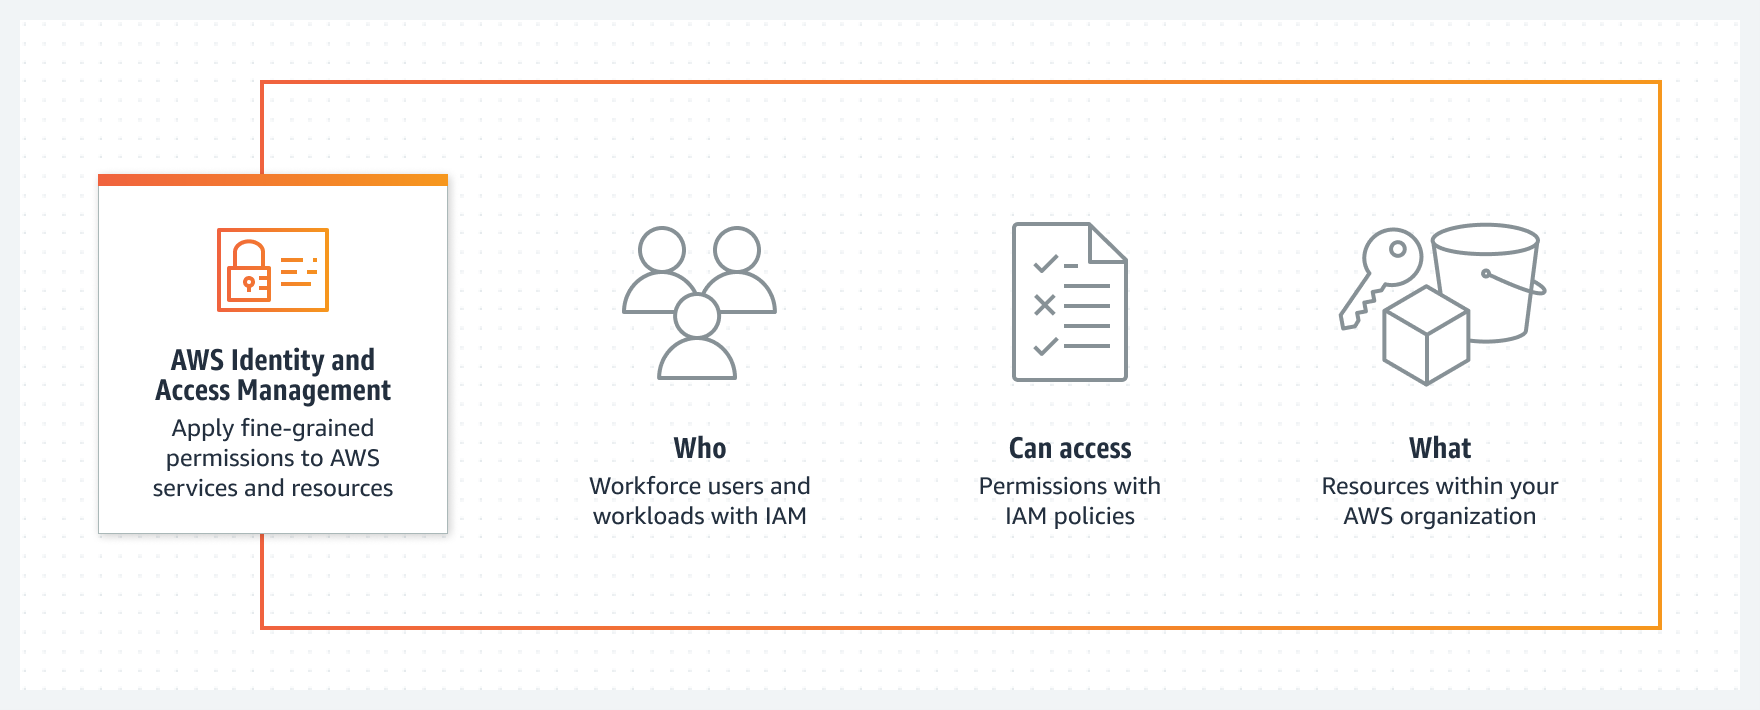 AWS Identity and
Access Management
Apply fine-grained
permissions to AWS
services and resources
Who
Workforce users and
workloads with IAM
Can access
Permissions with
IAM policies
What
Resources within your
AWS organization